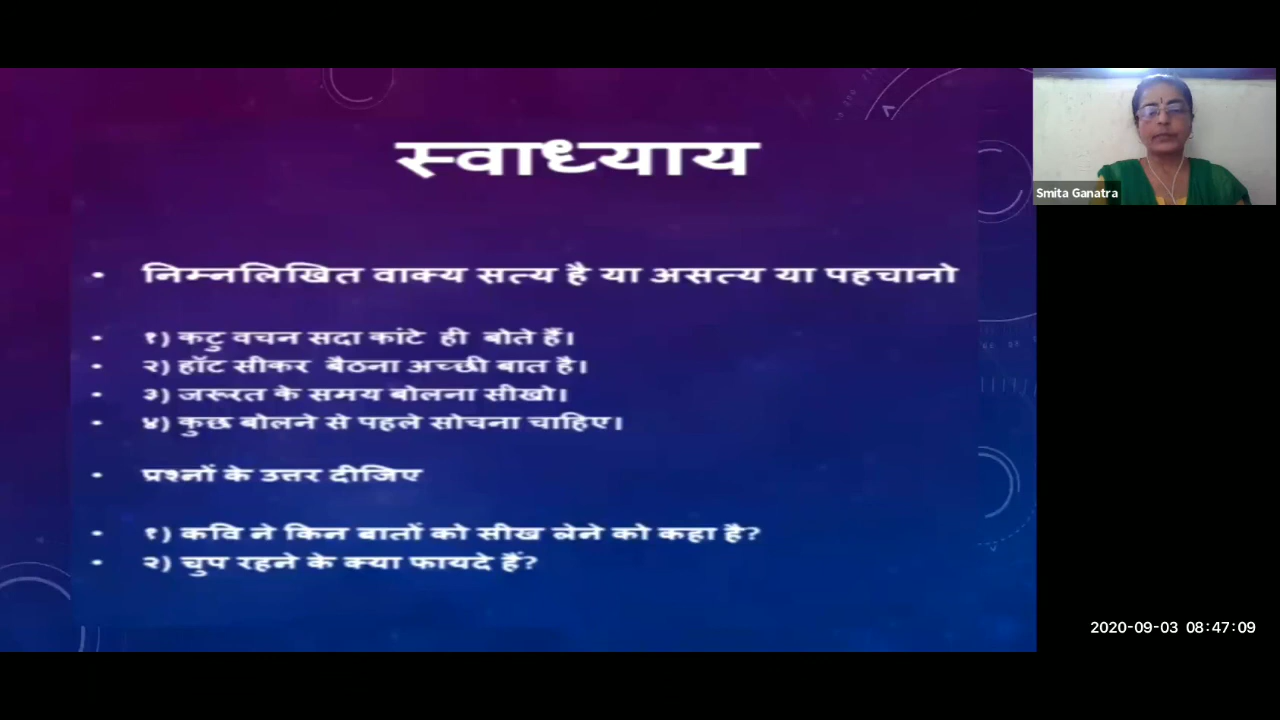 स्वाध्याय
Smita Ganatra
• निम्नलिखित वाक्य सत्य है या असत्य या पहचानो
• १) कटु वचन सदा कांटे ही बोते हैं।
• २) हॉट सीकर बैठना अच्छी बात है।
• ३) जरूरत के समय बोलना सीखो।
• ४) कुछ बोलने से पहले सोचना चाहिए।
• प्रश्नों के उत्तर दीजिए
• १) कवि ने किन बातों को सीख लेने को कहा है?
• २) चुप रहने के क्या फायदे हैं?
2020-09-03 08:47:09